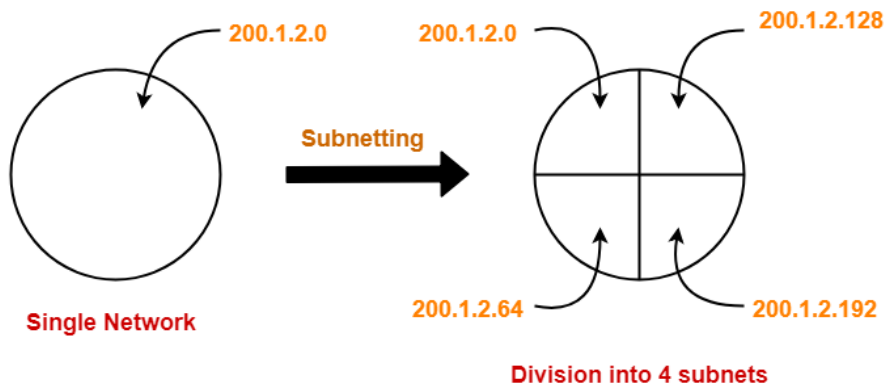 200.1.2.0
Single Network
Subnetting
200.1.2.0
200.1.2.128
200.1.2.64
200.1.2.192
Division into 4 subnets